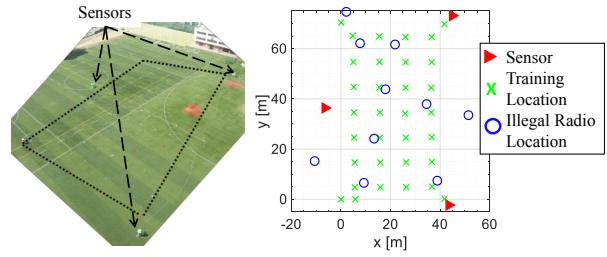 Sensors
60
40
20
0
-20
0
20
40
60
y [m]
x [m]
Sensor
Training
Location
Illegal Radio
Location